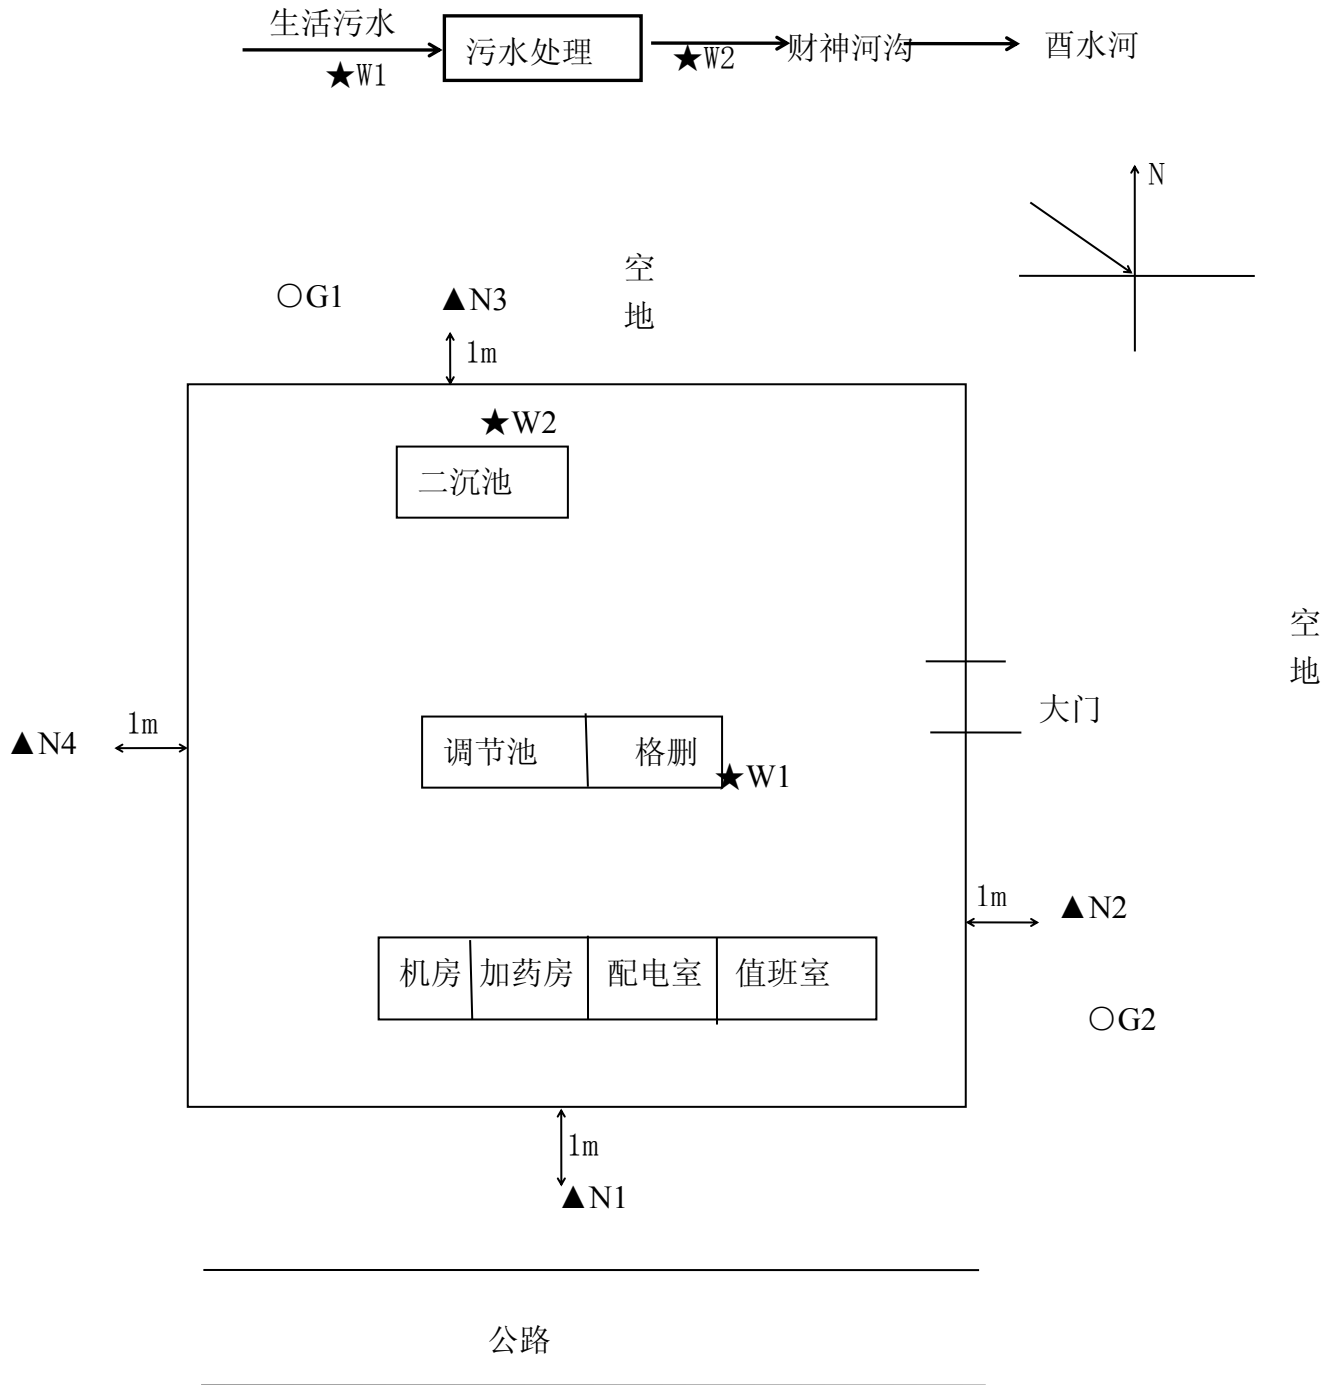 生活污水
污水处理
★W1
★W2
财神河沟
酉水河
N
空
地
○G1
▲N3
1m
★W2
二沉池
空
地
大门
1m
▲N4
调节池
格删
★W1
1m
▲N2
机房
加药房
配电室
值班室
○G2
1m
▲N1
公路